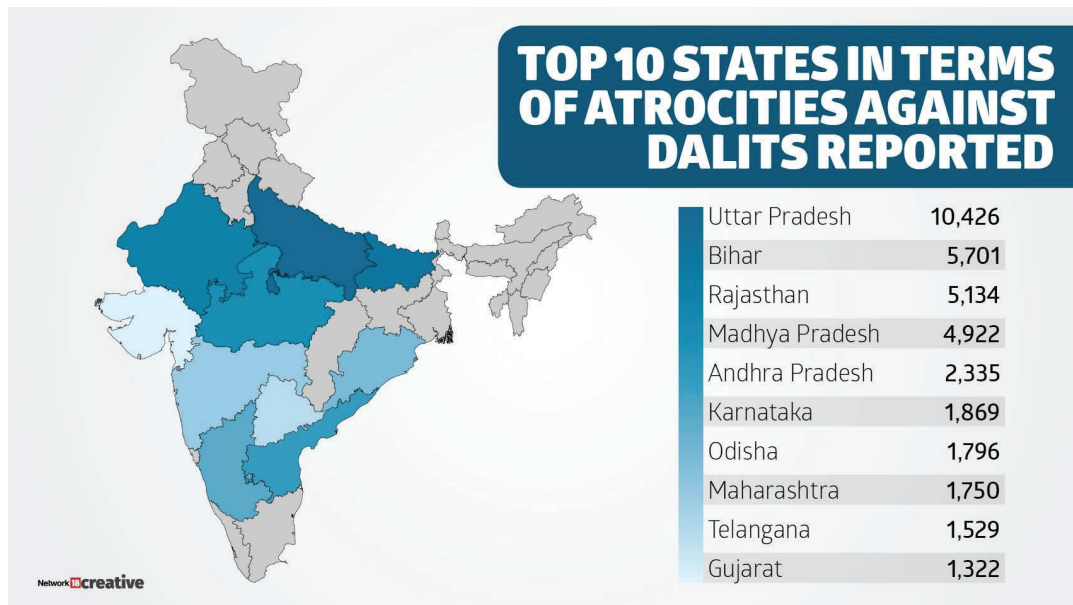 TOP 10 STATES IN TERMS
OF ATROCITIES AGAINST
DALITS REPORTED
Uttar Pradesh 10,426
Bihar 5,701
Rajasthan 5,134
Madhya Pradesh 4,922
Andhra Pradesh 2,335
Karnataka 1,869
Odisha 1,796
Maharashtra 1,750
Telangana 1,529
Gujarat 1,322
Network 18 creative